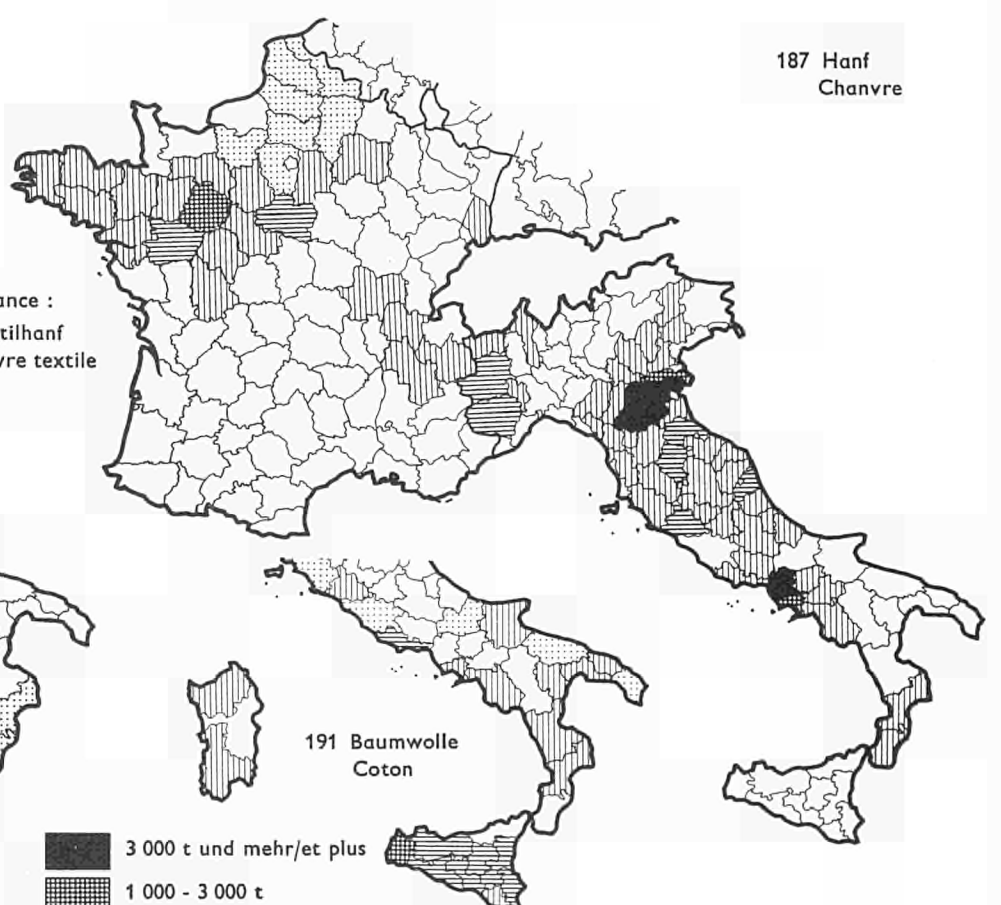 187 Hanf
Chanvre
ance :
tilhanf
vre textile
191 Baumwolle
Coton
3 000 t und mehr/et plus
1 000 - 3 000 t